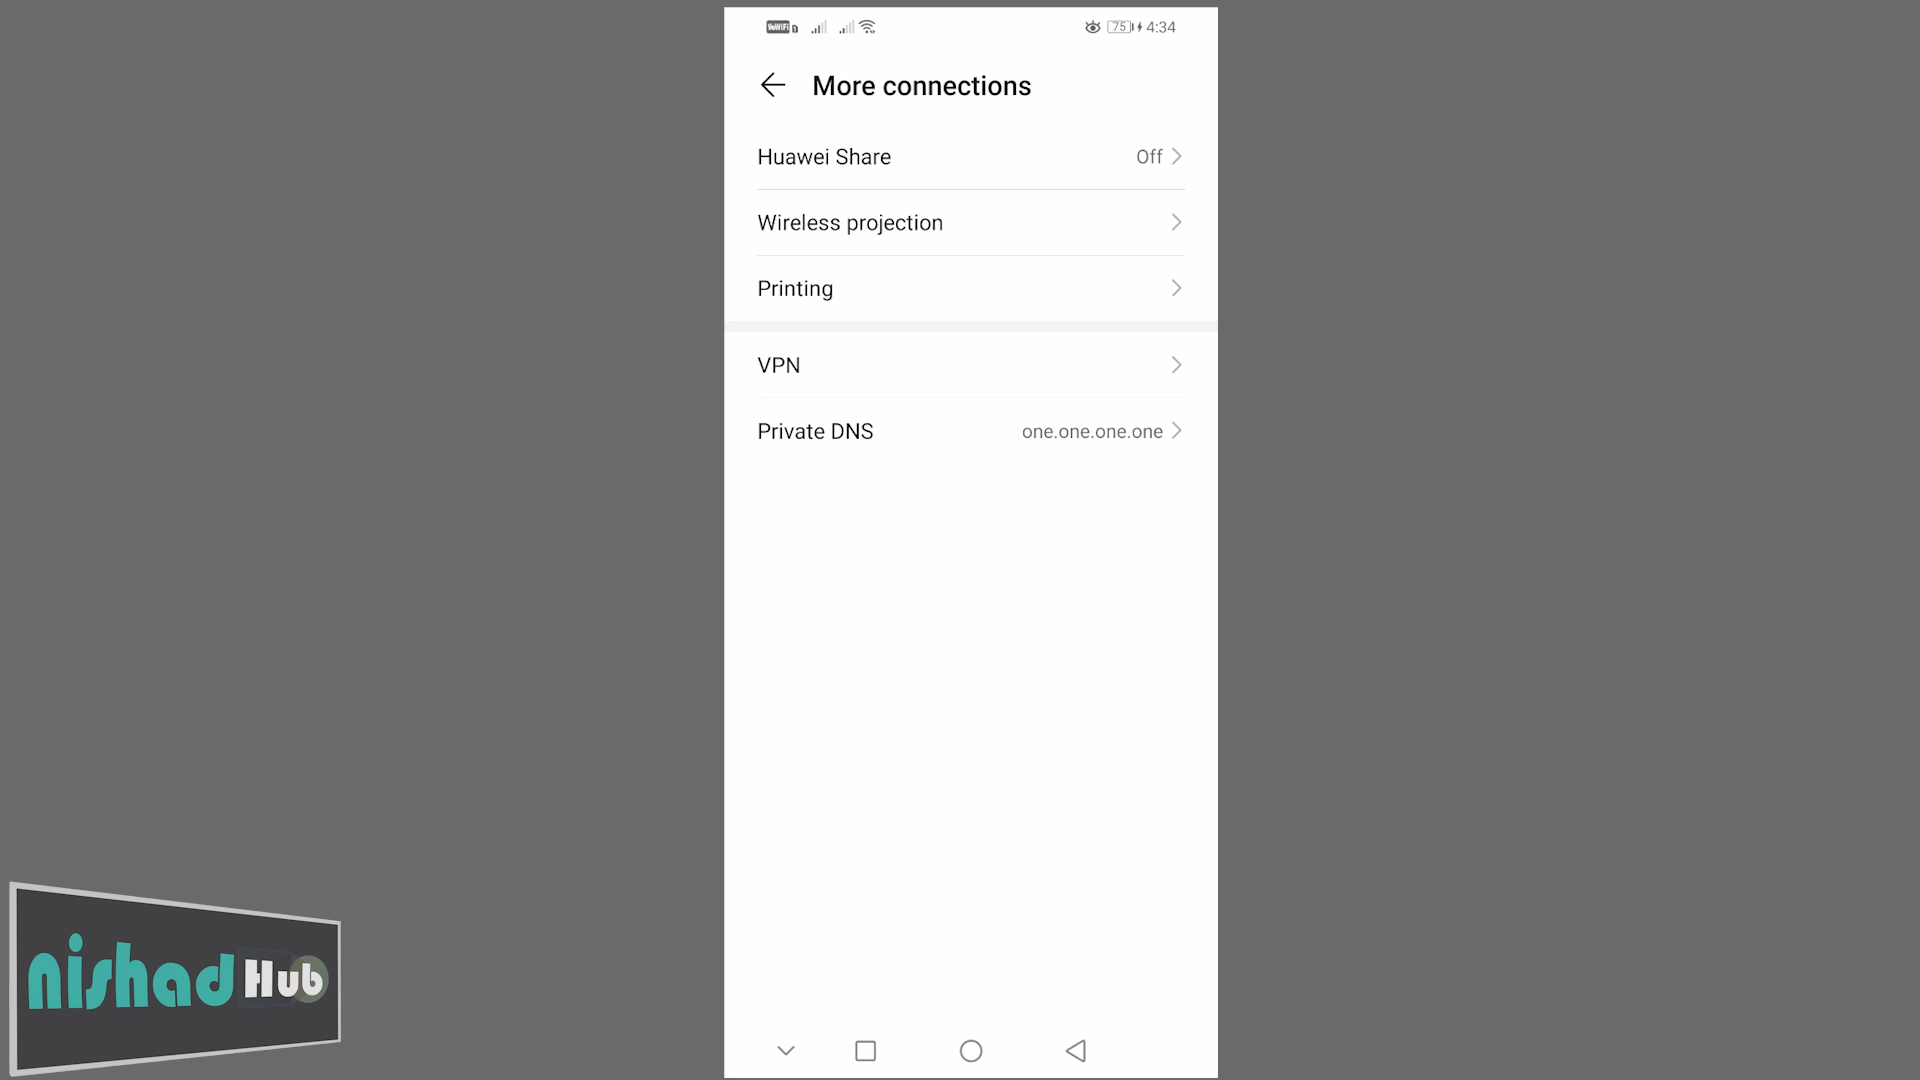 VoWiFi 75 4:34
More connections
Huawei Share Off
Wireless projection
Printing
VPN
Private DNS one.one.one.one
nishad Hub